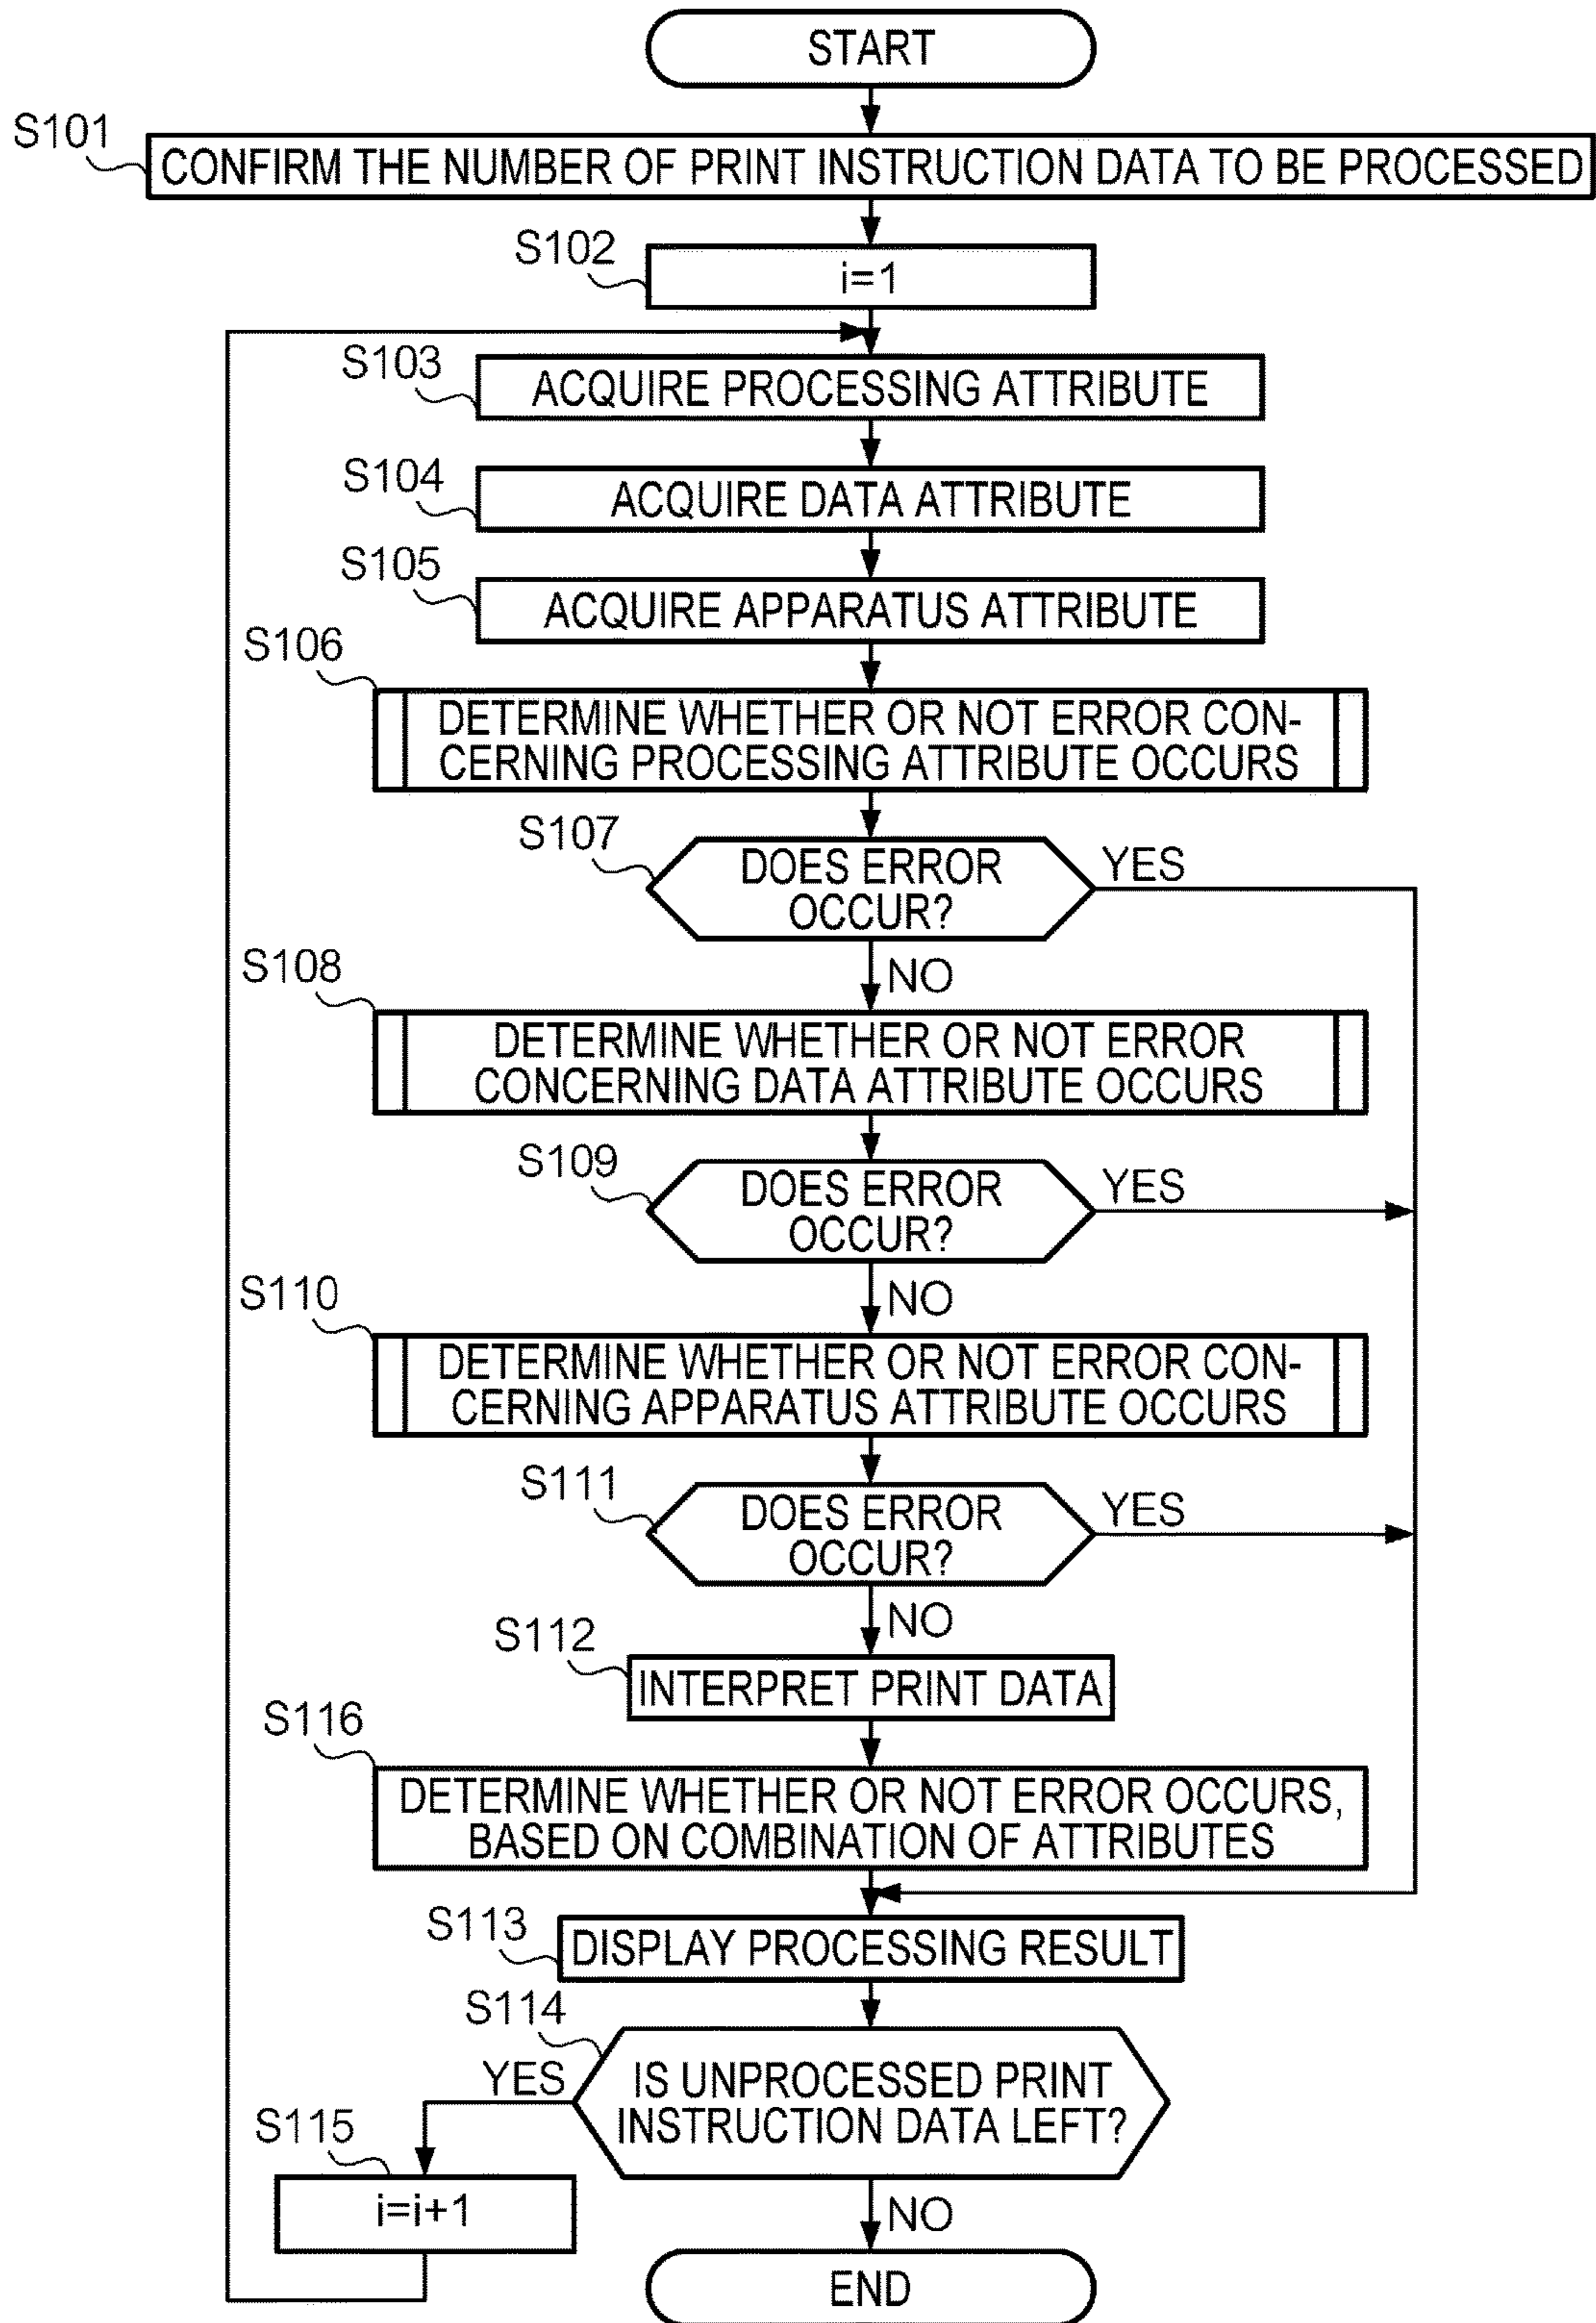 START
S101
CONFIRM THE NUMBER OF PRINT INSTRUCTION DATA TO BE PROCESSED
S102
i=1
S103
ACQUIRE PROCESSING ATTRIBUTE
S104
ACQUIRE DATA ATTRIBUTE
S105
ACQUIRE APPARATUS ATTRIBUTE
S106
DETERMINE WHETHER OR NOT ERROR CON-
CERNING PROCESSING ATTRIBUTE OCCURS
S107
DOES ERROR
OCCUR?
YES
NO
S108
DETERMINE WHETHER OR NOT ERROR
CONCERNING DATA ATTRIBUTE OCCURS
S109
DOES ERROR
OCCUR?
YES
NO
S110
DETERMINE WHETHER OR NOT ERROR CON-
CERNING APPARATUS ATTRIBUTE OCCURS
S111
DOES ERROR
OCCUR?
YES
NO
S112
INTERPRET PRINT DATA
S116
DETERMINE WHETHER OR NOT ERROR OCCURS,
BASED ON COMBINATION OF ATTRIBUTES
S113
DISPLAY PROCESSING RESULT
S114
IS UNPROCESSED PRINT
INSTRUCTION DATA LEFT?
YES
S115
i=i+1
NO
END